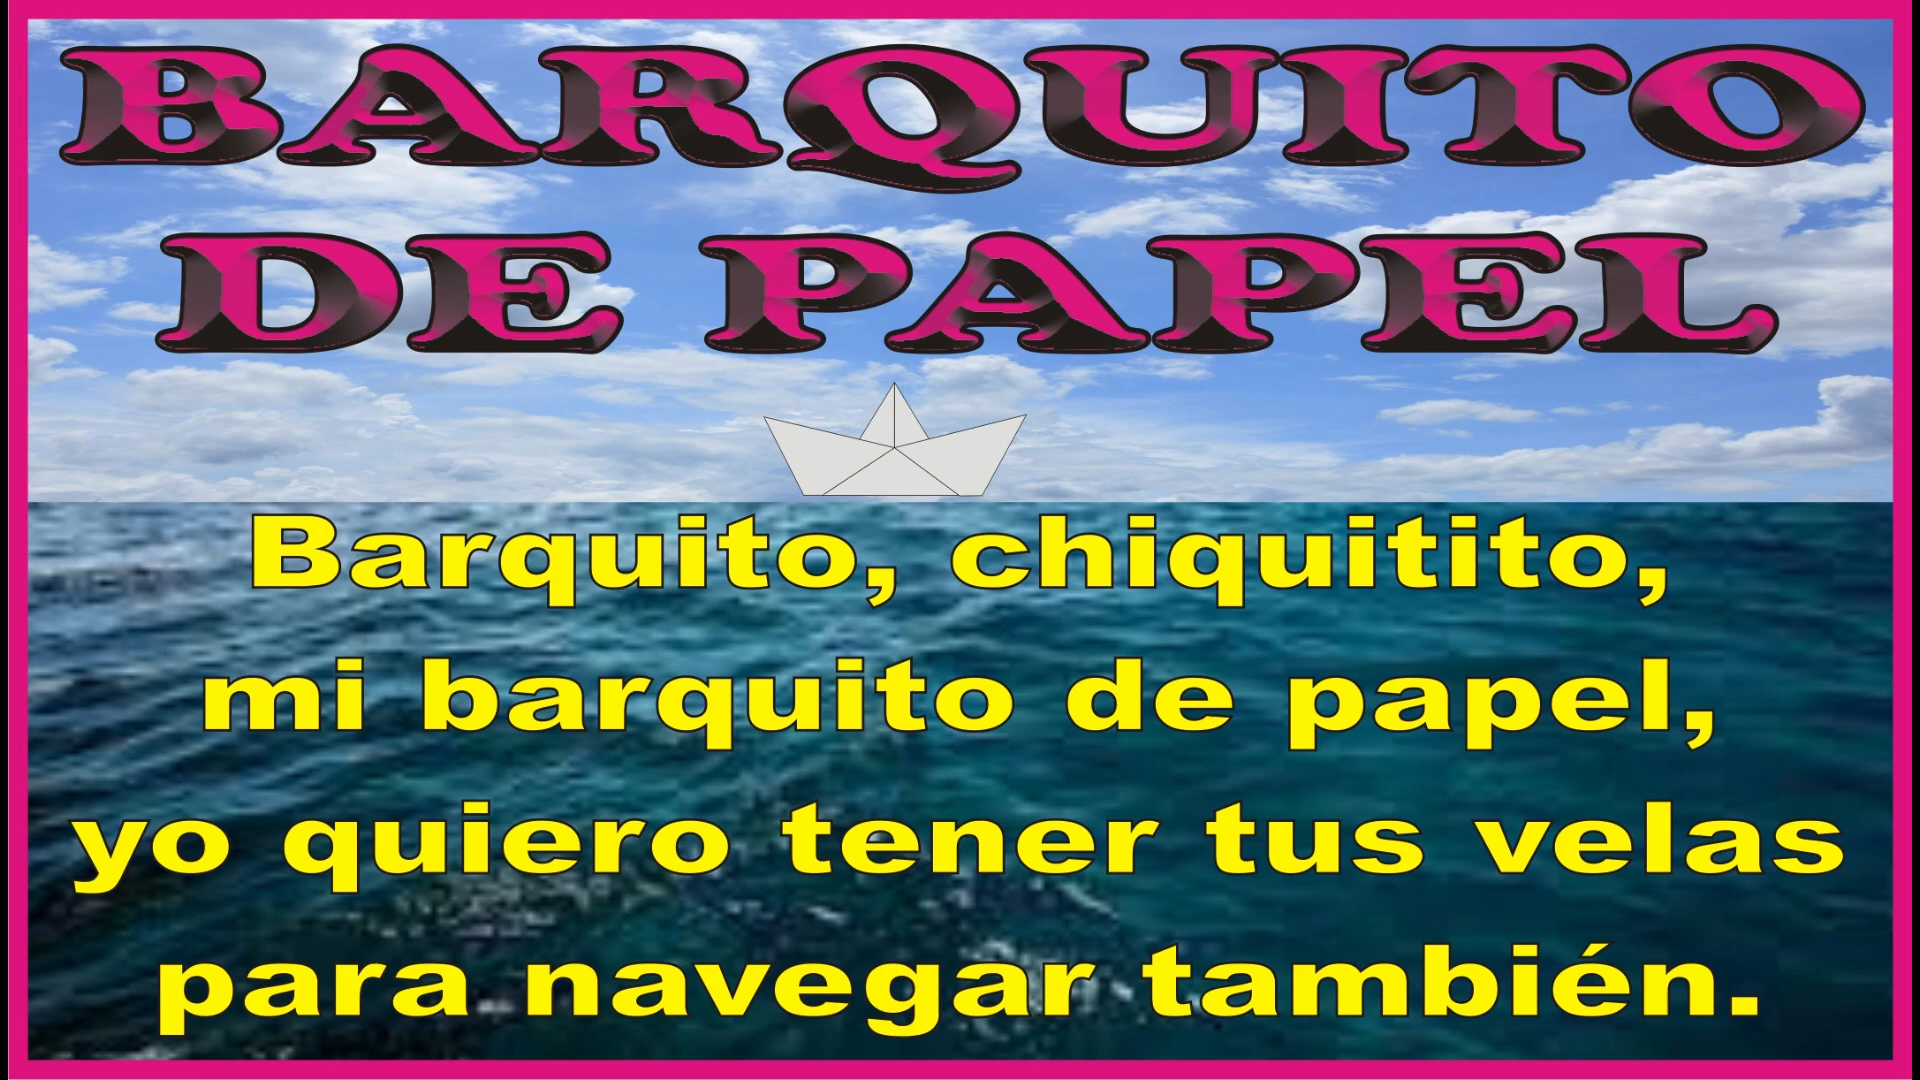 BARQUITO
DE PAPEL
Barquito, chiquitito,
mi barquito de papel,
yo quiero tener tus velas
para navegar también.